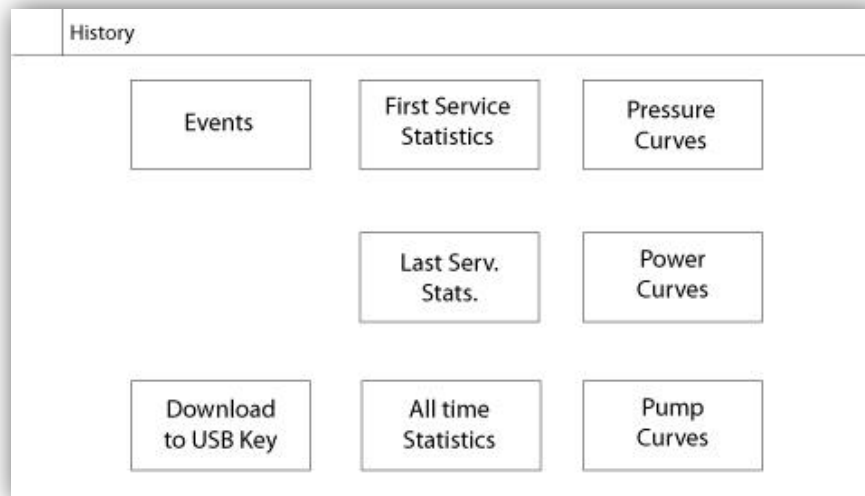 History
Events
First Service
Statistics
Pressure
Curves
Last Serv.
Stats.
Power
Curves
Download
to USB Key
All time
Statistics
Pump
Curves